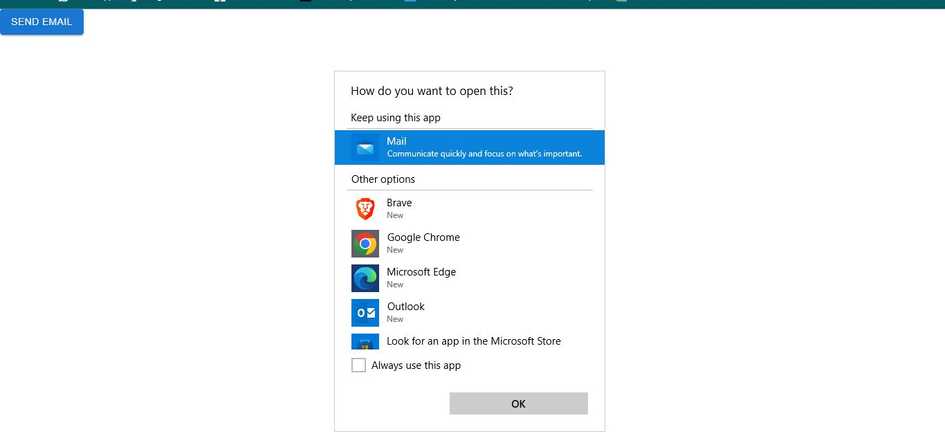 SEND EMAIL
How do you want to open this?
Keep using this app
Mail
Communicate quickly and focus on what's important.
Other options
Brave
New
Google Chrome
New
Microsoft Edge
New
Outlook
New
Look for an app in the Microsoft Store
Always use this app
OK